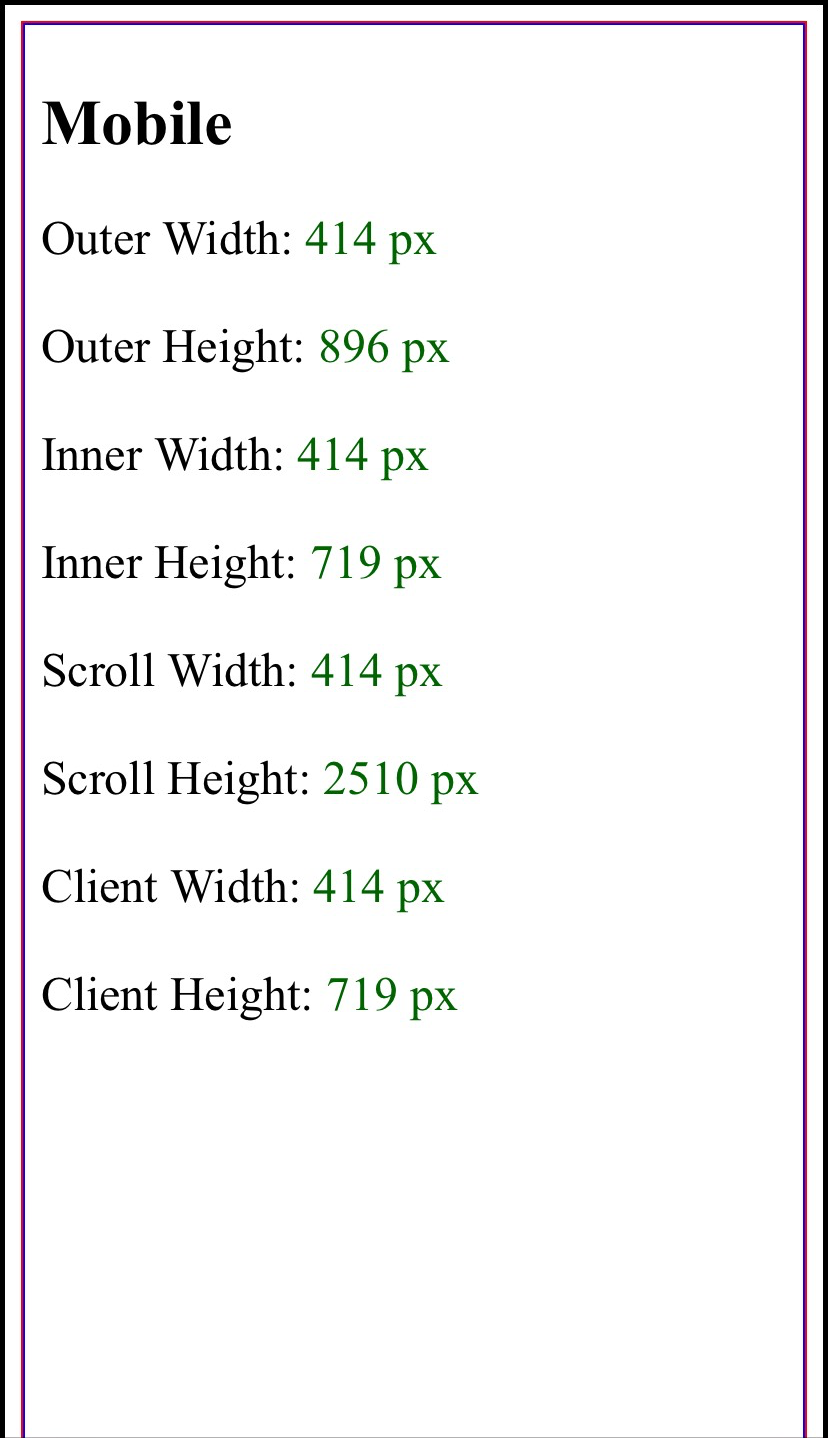 Mobile
Outer Width: 414 px
Outer Height: 896 px
Inner Width: 414 px
Inner Height: 719 px
Scroll Width: 414 px
Scroll Height: 2510 px
Client Width: 414 px
Client Height: 719 px